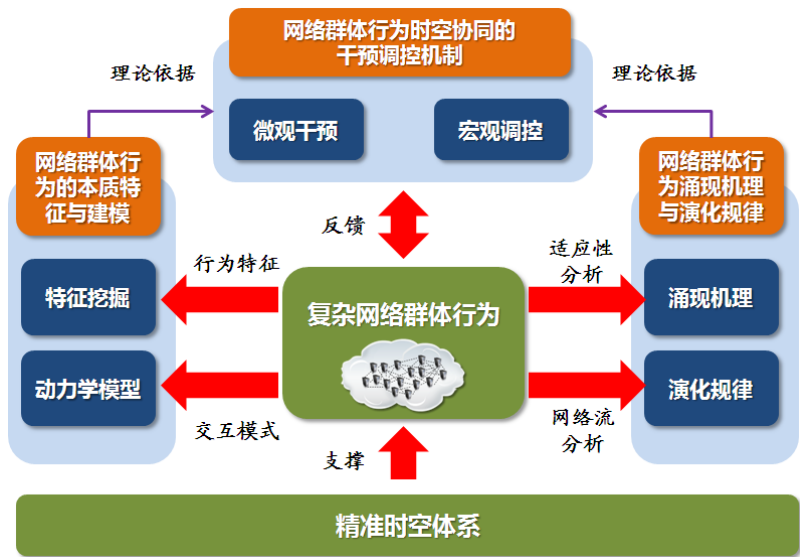 网络群体行为时空协同的
干预调控机制
理论依据
理论依据
微观干预
宏观调控
网络群体行
为的本质特
征与建模
网络群体行
为涌现机理
与演化规律
反馈
行为特征
适应性
分析
特征挖掘
复杂网络群体行为
涌现机理
动力学模型
演化规律
交互模式
网络流
分析
支撑
精准时空体系